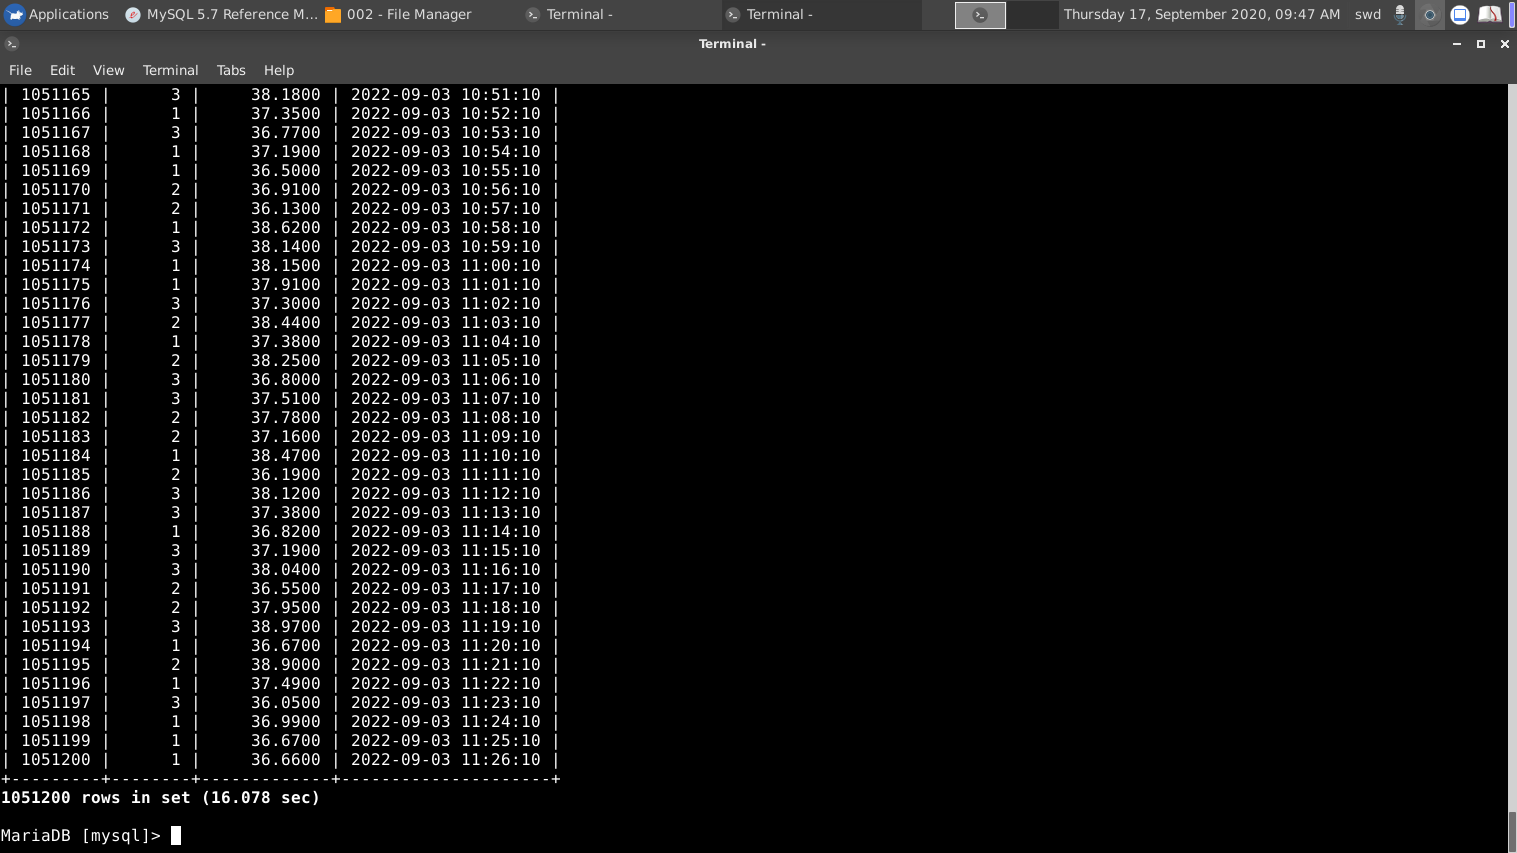 Applications MySQL 5.7 Reference M... 002 - File Manager Terminal - Terminal - Thursday 17, September 2020, 09:47 AM swd
Terminal -
File Edit View Terminal Tabs Help
| 1051165 | 3 | 38.1800 | 2022-09-03 10:51:10 |
| 1051166 | 1 | 37.3500 | 2022-09-03 10:52:10 |
| 1051167 | 3 | 36.7700 | 2022-09-03 10:53:10 |
| 1051168 | 1 | 37.1900 | 2022-09-03 10:54:10 |
| 1051169 | 1 | 36.5000 | 2022-09-03 10:55:10 |
| 1051170 | 2 | 36.9100 | 2022-09-03 10:56:10 |
| 1051171 | 2 | 36.1300 | 2022-09-03 10:57:10 |
| 1051172 | 1 | 38.6200 | 2022-09-03 10:58:10 |
| 1051173 | 3 | 38.1400 | 2022-09-03 10:59:10 |
| 1051174 | 1 | 38.1500 | 2022-09-03 11:00:10 |
| 1051175 | 1 | 37.9100 | 2022-09-03 11:01:10 |
| 1051176 | 3 | 37.3000 | 2022-09-03 11:02:10 |
| 1051177 | 2 | 38.4400 | 2022-09-03 11:03:10 |
| 1051178 | 1 | 37.3800 | 2022-09-03 11:04:10 |
| 1051179 | 2 | 38.2500 | 2022-09-03 11:05:10 |
| 1051180 | 3 | 36.8000 | 2022-09-03 11:06:10 |
| 1051181 | 3 | 37.5100 | 2022-09-03 11:07:10 |
| 1051182 | 2 | 37.7800 | 2022-09-03 11:08:10 |
| 1051183 | 2 | 37.1600 | 2022-09-03 11:09:10 |
| 1051184 | 1 | 38.4700 | 2022-09-03 11:10:10 |
| 1051185 | 2 | 36.1900 | 2022-09-03 11:11:10 |
| 1051186 | 3 | 38.1200 | 2022-09-03 11:12:10 |
| 1051187 | 3 | 37.3800 | 2022-09-03 11:13:10 |
| 1051188 | 1 | 36.8200 | 2022-09-03 11:14:10 |
| 1051189 | 3 | 37.1900 | 2022-09-03 11:15:10 |
| 1051190 | 3 | 38.0400 | 2022-09-03 11:16:10 |
| 1051191 | 2 | 36.5500 | 2022-09-03 11:17:10 |
| 1051192 | 2 | 37.9500 | 2022-09-03 11:18:10 |
| 1051193 | 3 | 38.9700 | 2022-09-03 11:19:10 |
| 1051194 | 1 | 36.6700 | 2022-09-03 11:20:10 |
| 1051195 | 2 | 38.9000 | 2022-09-03 11:21:10 |
| 1051196 | 1 | 37.4900 | 2022-09-03 11:22:10 |
| 1051197 | 3 | 36.0500 | 2022-09-03 11:23:10 |
| 1051198 | 1 | 36.9900 | 2022-09-03 11:24:10 |
| 1051199 | 1 | 36.6700 | 2022-09-03 11:25:10 |
| 1051200 | 1 | 36.6600 | 2022-09-03 11:26:10 |
+---------+--------+-------------+---------------------+
1051200 rows in set (16.078 sec)
MariaDB [mysql]>